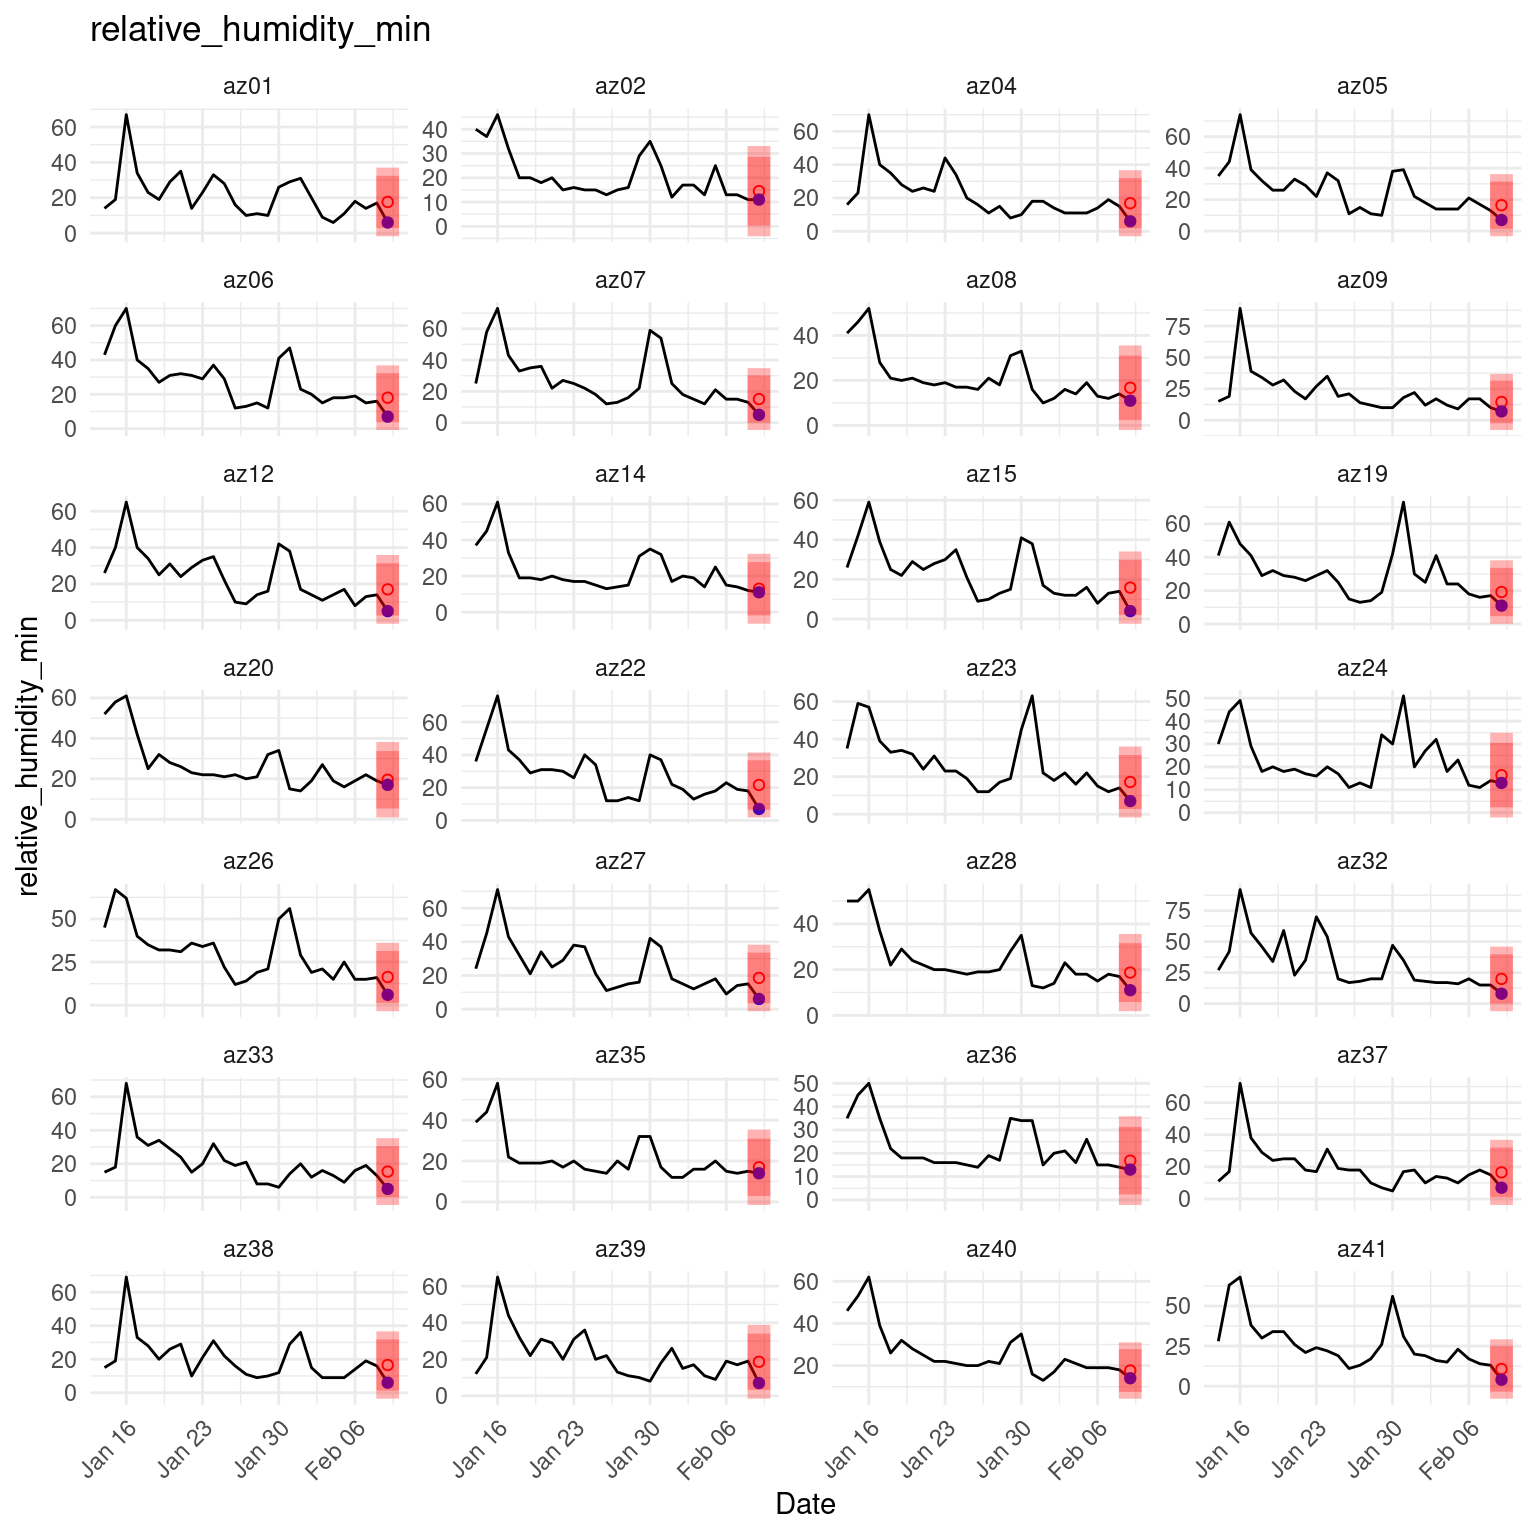 relative_humidity_min
az01 az02 az04 az05
60 40 20 0
40 30 20 10 0
60 40 20 0
60 40 20 0
az06 az07 az08 az09
60 40 20 0
60 40 20 0
40 20 0
75 50 25 0
az12 az14 az15 az19
60 40 20 0
60 40 20 0
60 40 20 0
60 40 20 0
az20 az22 az23 az24
60 40 20 0
60 40 20 0
60 40 20 0
50 40 30 20 10 0
az26 az27 az28 az32
50 25 0
60 40 20 0
40 20 0
75 50 25 0
az33 az35 az36 az37
60 40 20 0
60 40 20 0
50 40 30 20 10 0
60 40 20 0
az38 az39 az40 az41
60 40 20 0
60 40 20 0
60 40 20
50 25 0
Jan 16 Jan 23 Jan 30 Feb 06
Jan 16 Jan 23 Jan 30 Feb 06
Jan 16 Jan 23 Jan 30 Feb 06
Jan 16 Jan 23 Jan 30 Feb 06
Date
relative_humidity_min